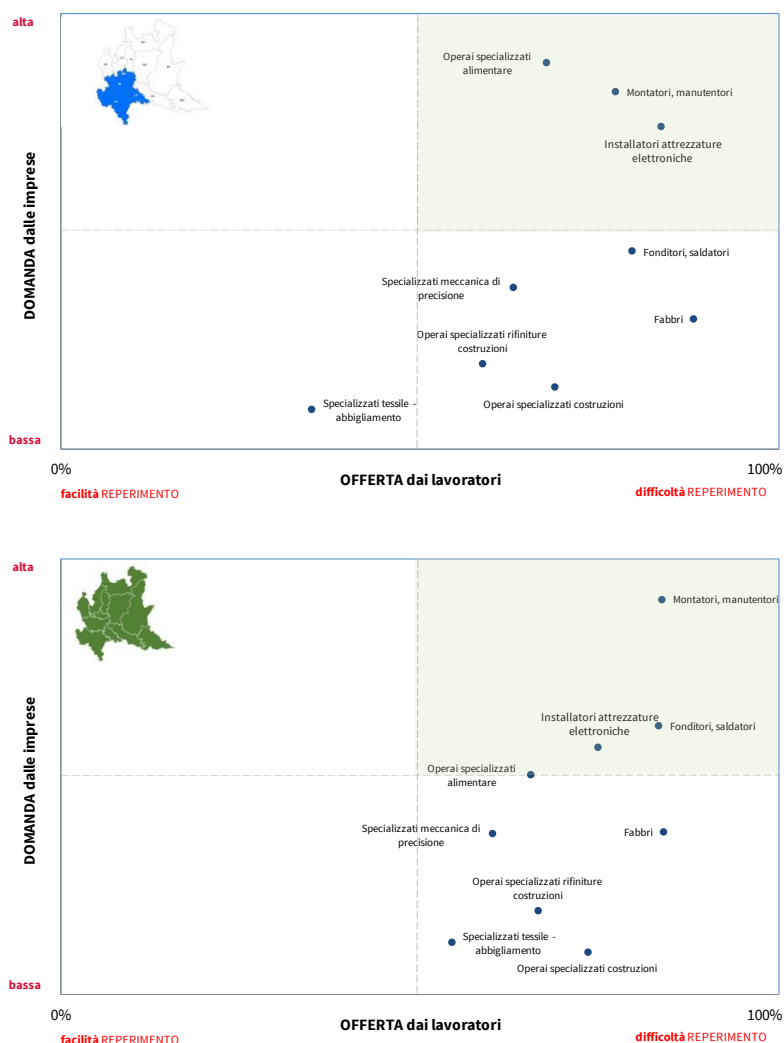 alta
Operai specializzati
alimentare
Montatori, manutentori
Installatori attrezzature
elettroniche
DOMANDA dalle imprese
Fonditori, saldatori
Specializzati meccanica di
precisione
Fabbri
Operai specializzati rifiniture
costruzioni
Specializzati tessile -
abbigliamento
Operai specializzati costruzioni
bassa
0%
OFFERTA dai lavoratori
100%
facilità REPERIMENTO
difficoltà REPERIMENTO
alta
Montatori, manutentori
Installatori attrezzature
elettroniche
Fonditori, saldatori
Operai specializzati
alimentare
DOMANDA dalle imprese
Specializzati meccanica di
precisione
Fabbri
Operai specializzati rifiniture
costruzioni
Specializzati tessile -
abbigliamento
Operai specializzati costruzioni
bassa
0%
OFFERTA dai lavoratori
100%
facilità REPERIMENTO
difficoltà REPERIMENTO